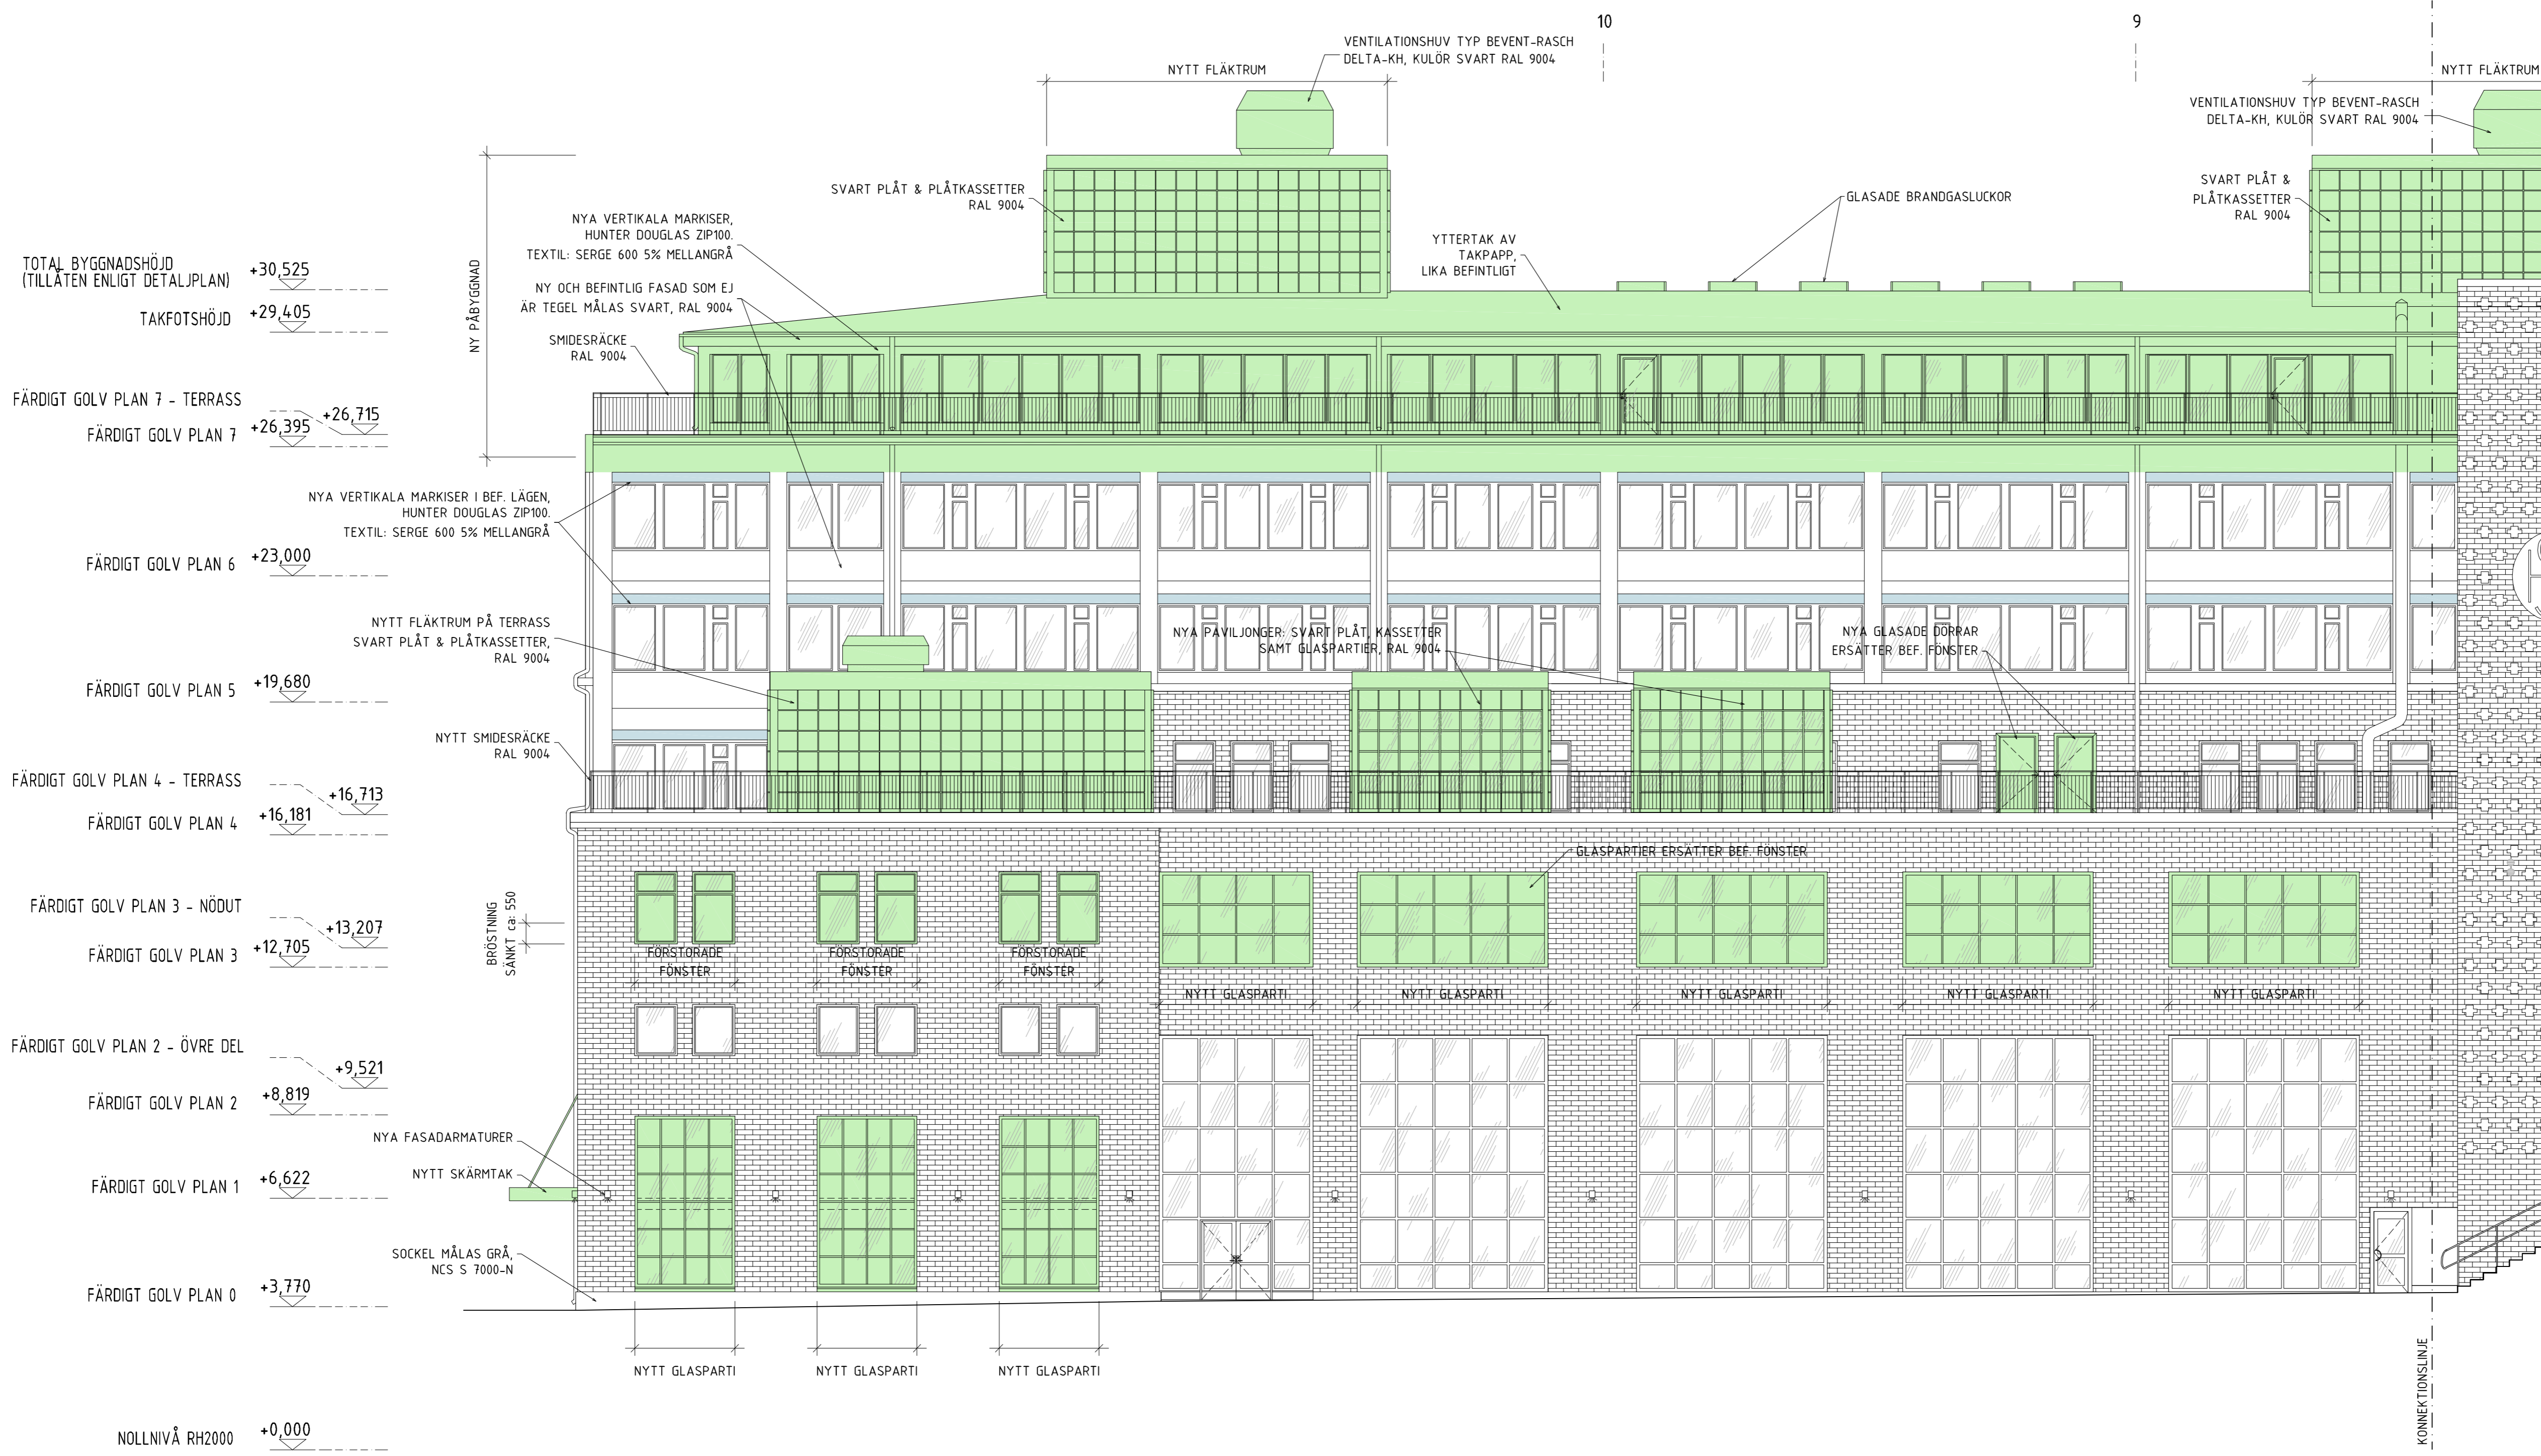 10
9
VENTILATIONSHUV TYP BEVENT-RASCH
DELTA-KH, KULÖR SVART RAL 9004
NYTT FLÄKTRUM
NYTT FLÄKTRUM
VENTILATIONSHUV TYP BEVENT-RASCH
DELTA-KH, KULÖR SVART RAL 9004
SVART PLÅT & PLÅTKASSETTER
RAL 9004
SVART PLÅT &
PLÅTKASSETTER
RAL 9004
GLASADE BRANDGASLUCKOR
NYA VERTIKALA MARKISER,
HUNTER DOUGLAS ZIP100.
TEXTIL: SERGE 600 5% MELLANGRÅ
YTTERTAK AV
TAKPAPP,
LIKA BEFINTLIGT
NY PÅBYGGNAD
TOTAL BYGGNADSHÖJD
(TILLÅTEN ENLIGT DETALJPLAN)
+30,525
NY OCH BEFINTLIG FASAD SOM EJ
ÄR TEGEL MÅLAS SVART, RAL 9004
TAKFOTSHÖJD
+29,405
SMIDESRÄCKE
RAL 9004
FÄRDIGT GOLV PLAN 7 - TERRASS
+26,715
FÄRDIGT GOLV PLAN 7
+26,395
NYA VERTIKALA MARKISER I BEF. LÄGEN,
HUNTER DOUGLAS ZIP100.
TEXTIL: SERGE 600 5% MELLANGRÅ
FÄRDIGT GOLV PLAN 6
+23,000
NYTT FLÄKTRUM PÅ TERRASS
SVART PLÅT & PLÅTKASSETTER,
RAL 9004
NYA PAVILJONGER: SVART PLÅT, KASSETTER
SAMT GLASPARTIER, RAL 9004
NYA GLASADE DÖRRAR
ERSÄTTER BEF. FÖNSTER
FÄRDIGT GOLV PLAN 5
+19,680
NYTT SMIDESRÄCKE
RAL 9004
FÄRDIGT GOLV PLAN 4 - TERRASS
+16,713
FÄRDIGT GOLV PLAN 4
+16,181
GLASPARTIER ERSÄTTER BEF. FÖNSTER
BRÖSTNING
SÄNKT ca: 550
FÄRDIGT GOLV PLAN 3 - NÖDUT
+13,207
FÄRDIGT GOLV PLAN 3
+12,705
FÖRSTORADE
FÖNSTER
FÖRSTORADE
FÖNSTER
FÖRSTORADE
FÖNSTER
NYTT GLASPARTI
NYTT GLASPARTI
NYTT GLASPARTI
NYTT GLASPARTI
NYTT GLASPARTI
FÄRDIGT GOLV PLAN 2 - ÖVRE DEL
+9,521
FÄRDIGT GOLV PLAN 2
+8,819
NYA FASADARMATURER
NYTT SKÄRMTAK
FÄRDIGT GOLV PLAN 1
+6,622
SOCKEL MÅLAS GRÅ,
NCS S 7000-N
FÄRDIGT GOLV PLAN 0
+3,770
NYTT GLASPARTI
NYTT GLASPARTI
NYTT GLASPARTI
KONNEKTIONSLINJE
NOLLNIVÅ RH2000
+0,000